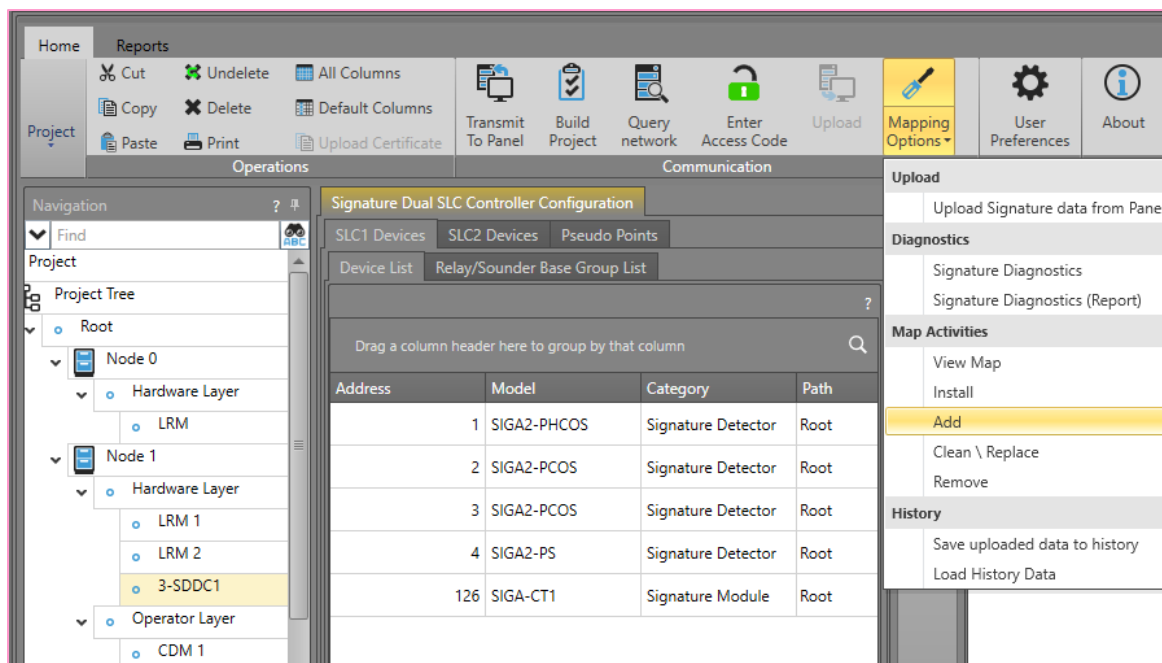 Home Reports
Cut Undelete All Columns
Copy Delete Default Columns
Paste Print Upload Certificate
Project
Transmit To Panel
Build Project
Query network
Enter Access Code
Upload
Mapping Options
User Preferences
About
Operations Communication
Upload
Upload Signature data from Pane
Diagnostics
Signature Diagnostics
Signature Diagnostics (Report)
Map Activities
View Map
Install
Add
Clean \ Replace
Remove
History
Save uploaded data to history
Load History Data
Navigation ?
Find ABC
Project
Project Tree
Root
Node 0
Hardware Layer
LRM
Node 1
Hardware Layer
LRM 1
LRM 2
3-SDDC1
Operator Layer
CDM 1
Signature Dual SLC Controller Configuration
SLC1 Devices SLC2 Devices Pseudo Points
Device List Relay/Sounder Base Group List
?
Drag a column header here to group by that column
Address Model Category Path
1 SIGA2-PHCOS Signature Detector Root
2 SIGA2-PCOS Signature Detector Root
3 SIGA2-PCOS Signature Detector Root
4 SIGA2-PS Signature Detector Root
126 SIGA-CT1 Signature Module Root